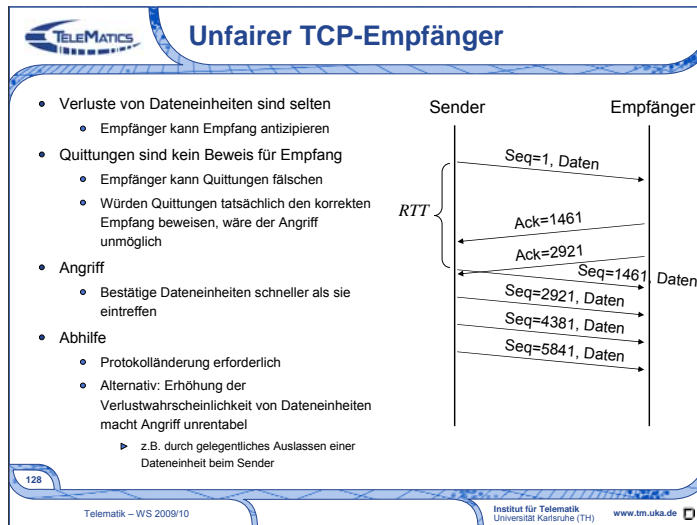 TELEMATICS
Unfairer TCP-Empfänger
Verluste von Dateneinheiten sind selten
Empfänger kann Empfang antizipieren
Quittungen sind kein Beweis für Empfang
Empfänger kann Quittungen fälschen
Würden Quittungen tatsächlich den korrekten
Empfang beweisen, wäre der Angriff
unmöglich
Angriff
Bestätige Dateneinheiten schneller als sie
eintreffen
Abhilfe
Protokolländerung erforderlich
Alternativ: Erhöhung der
Verlustwahrscheinlichkeit von Dateneinheiten
macht Angriff unrentabel
z.B. durch gelegentliches Auslassen einer
Dateneinheit beim Sender
Sender
Empfänger
Seq=1, Daten
RTT
Ack=1461
Ack=2921
Seq=1461, Daten
Seq=2921, Daten
Seq=4381, Daten
Seq=5841, Daten
128
Telematik – WS 2009/10
Institut für Telematik
Universität Karlsruhe (TH)
www.tm.uka.de